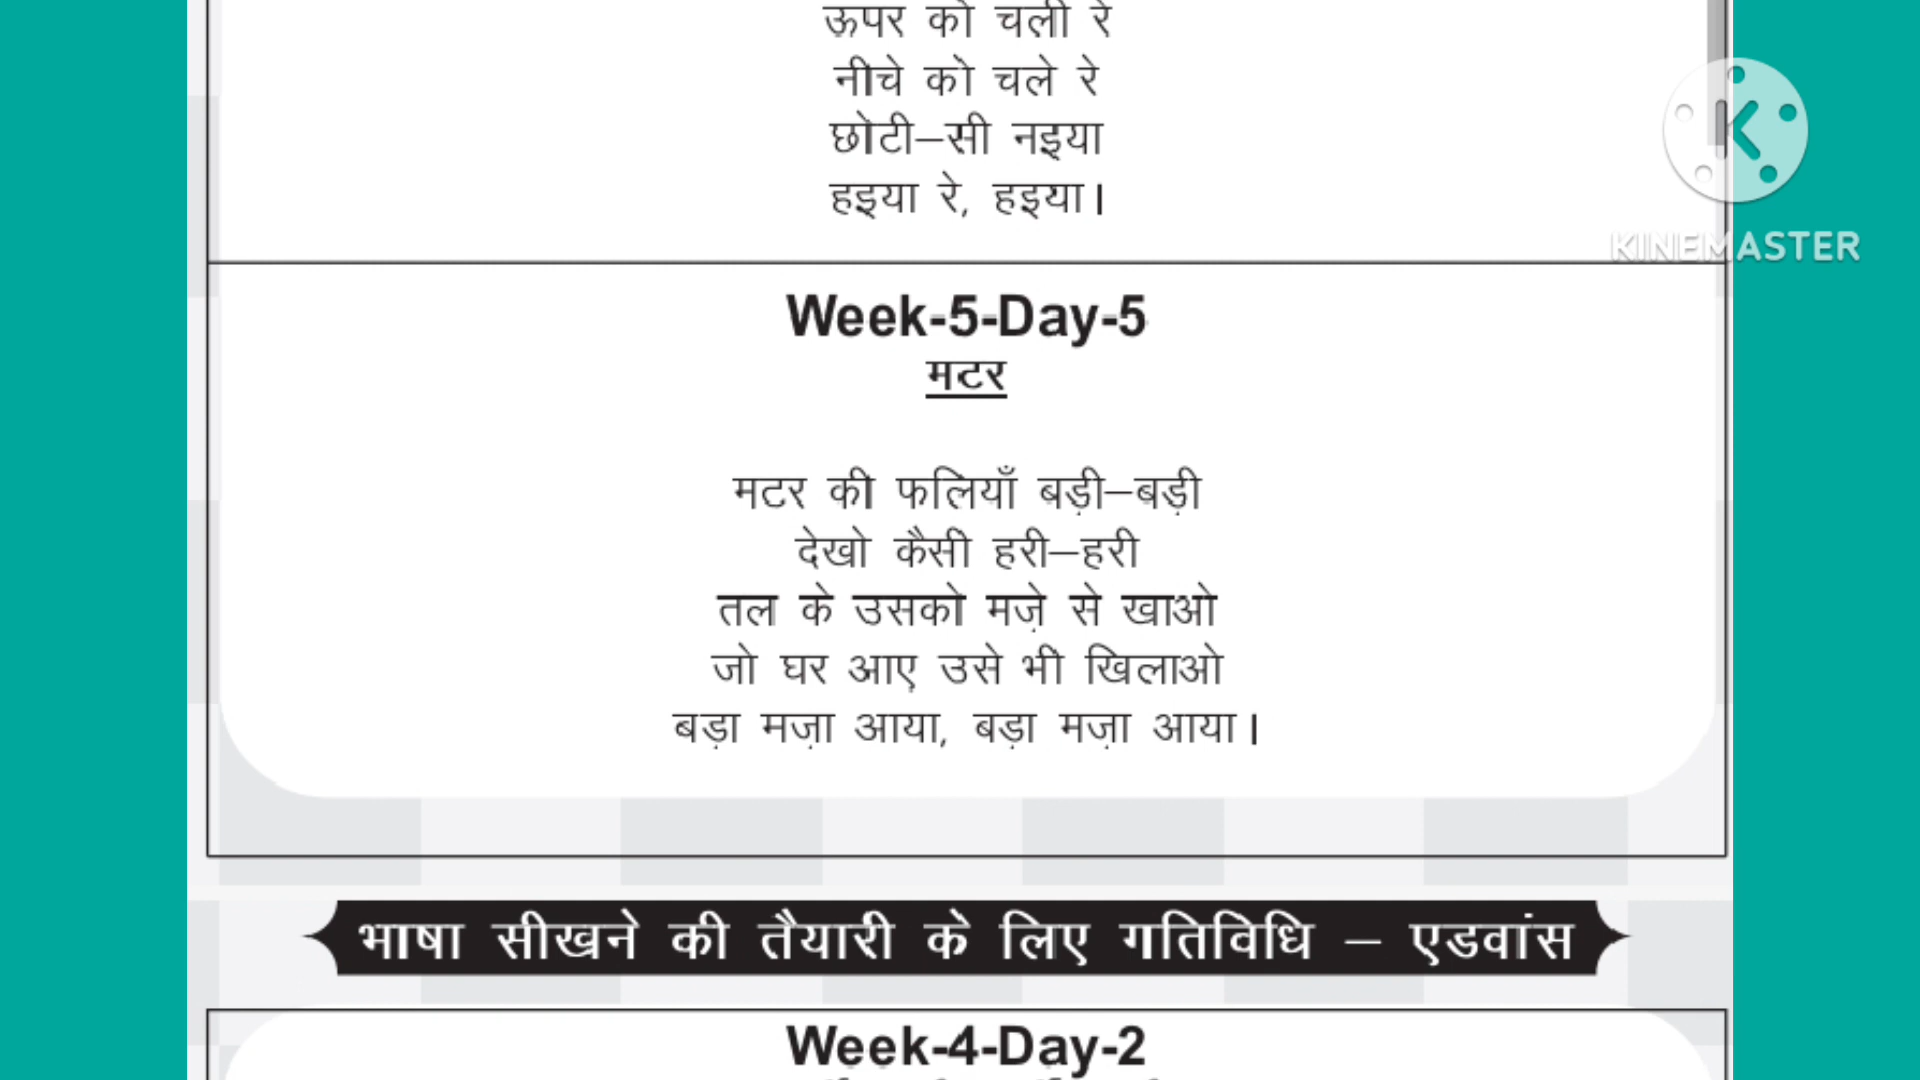 ऊपर को चली रे
नीचे को चले रे
छोटी–सी नइया
हइया रे, हइया।
KINEMASTER
Week-5-Day-5
मटर
मटर की फलियाँ बड़ी–बड़ी
देखो कैसी हरी–हरी
तल के उसको मज़े से खाओ
जो घर आए उसे भी खिलाओ
बड़ा मज़ा आया, बड़ा मज़ा आया।
भाषा सीखने की तैयारी के लिए गतिविधि – एडवांस
Week-4-Day-2